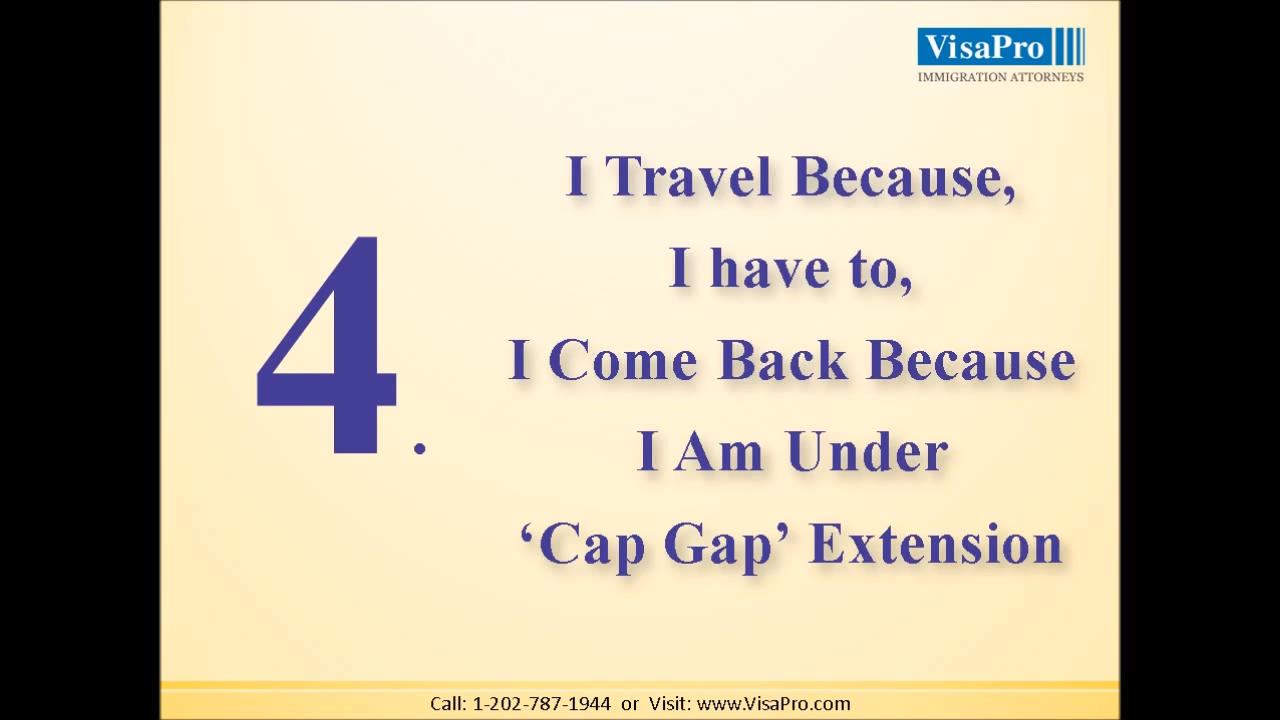 VisaPro
IMMIGRATION ATTORNEYS
4.
I Travel Because,
I have to,
I Come Back Because
I Am Under
‘Cap Gap’ Extension
Call: 1-202-787-1944 or Visit: www.VisaPro.com